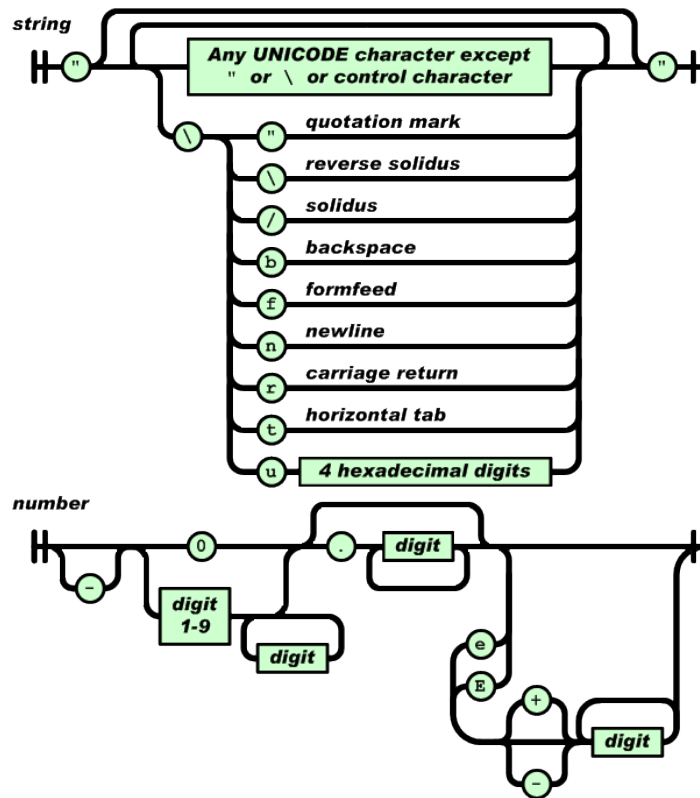 string
" Any UNICODE character except "
" or \ or control character
\ " quotation mark
\ reverse solidus
/ solidus
b backspace
f formfeed
n newline
r carriage return
t horizontal tab
u 4 hexadecimal digits
number
0 . digit
-
digit
1-9
digit
e
E
+
digit
-